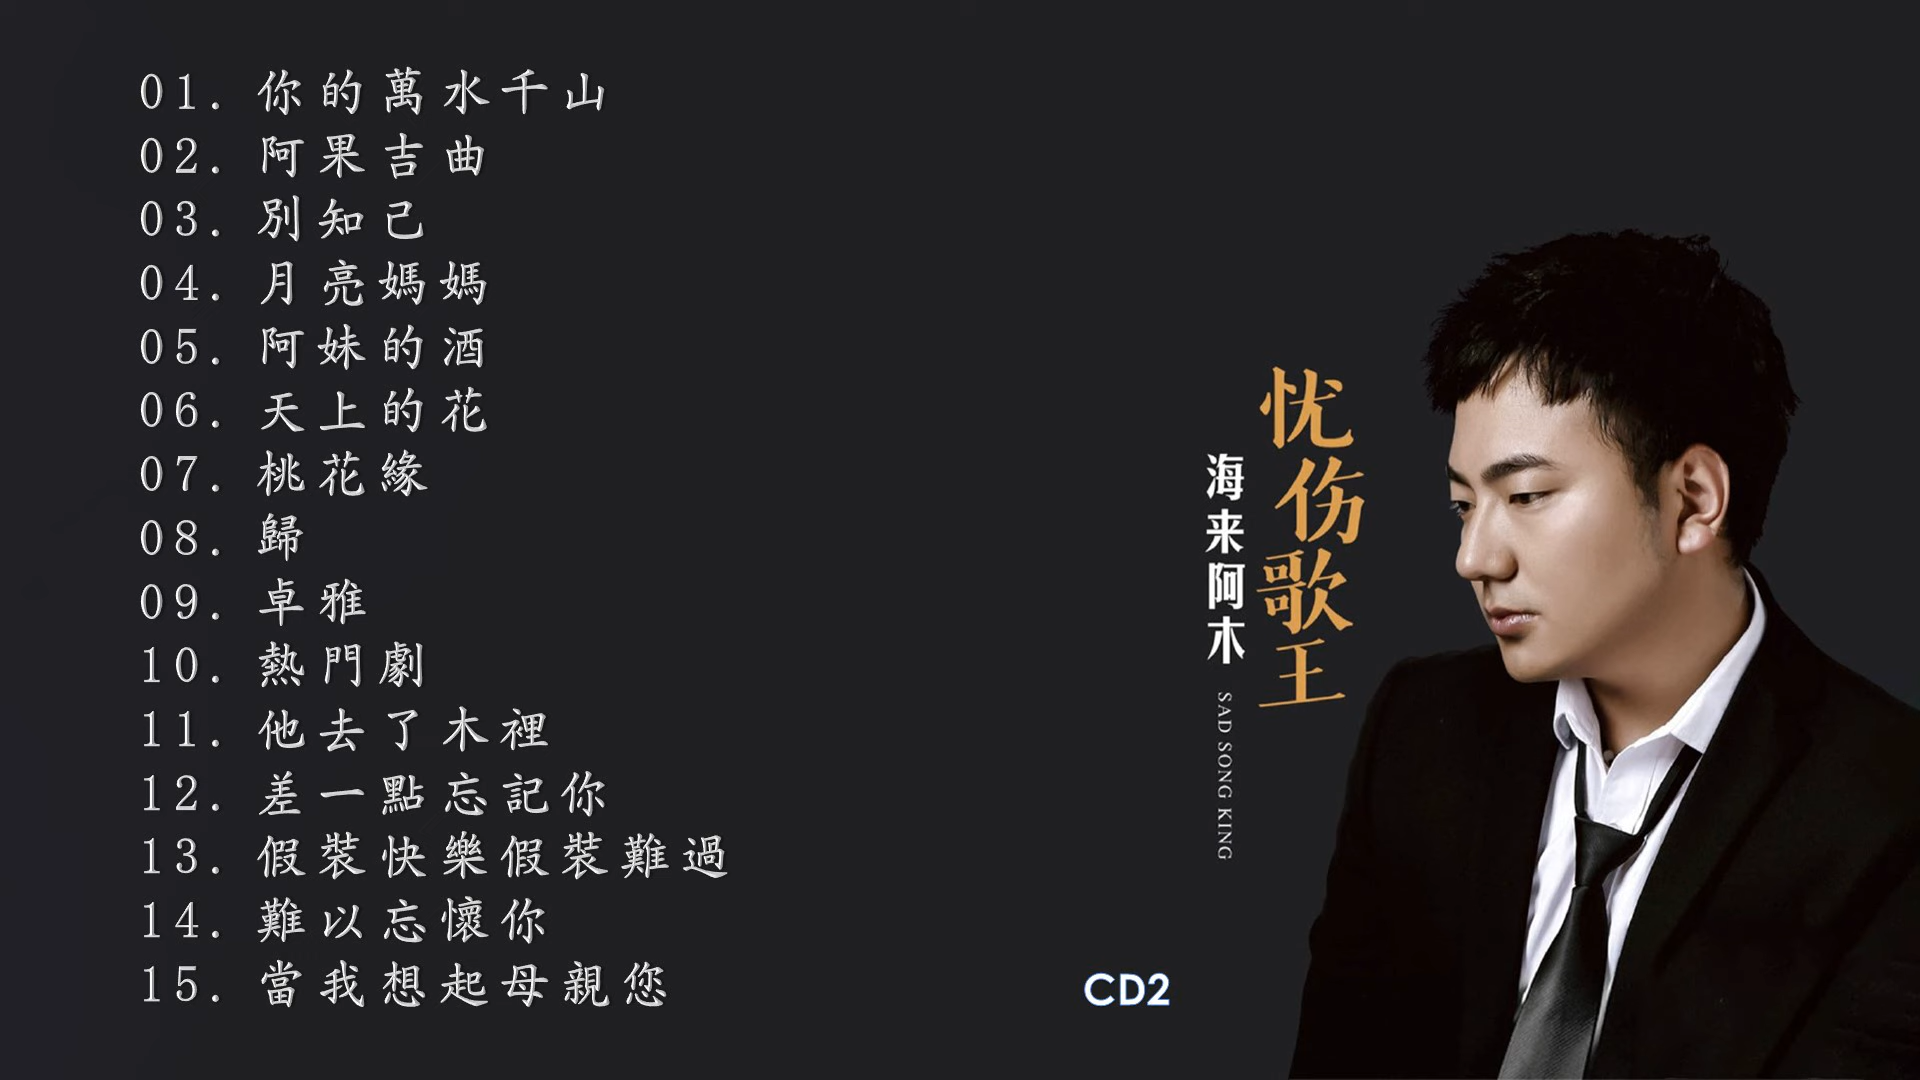 01. 你的萬水千山
02. 阿果吉曲
03. 別知己
04. 月亮媽媽
05. 阿妹的酒
06. 天上的花
07. 桃花緣
08. 歸
09. 卓雅
10. 熱門劇
11. 他去了木裡
12. 差一點忘記你
13. 假裝快樂假裝難過
14. 難以忘懷你
15. 當我想起母親您
忧伤歌王
海来阿木
SAD SONG KING
CD2